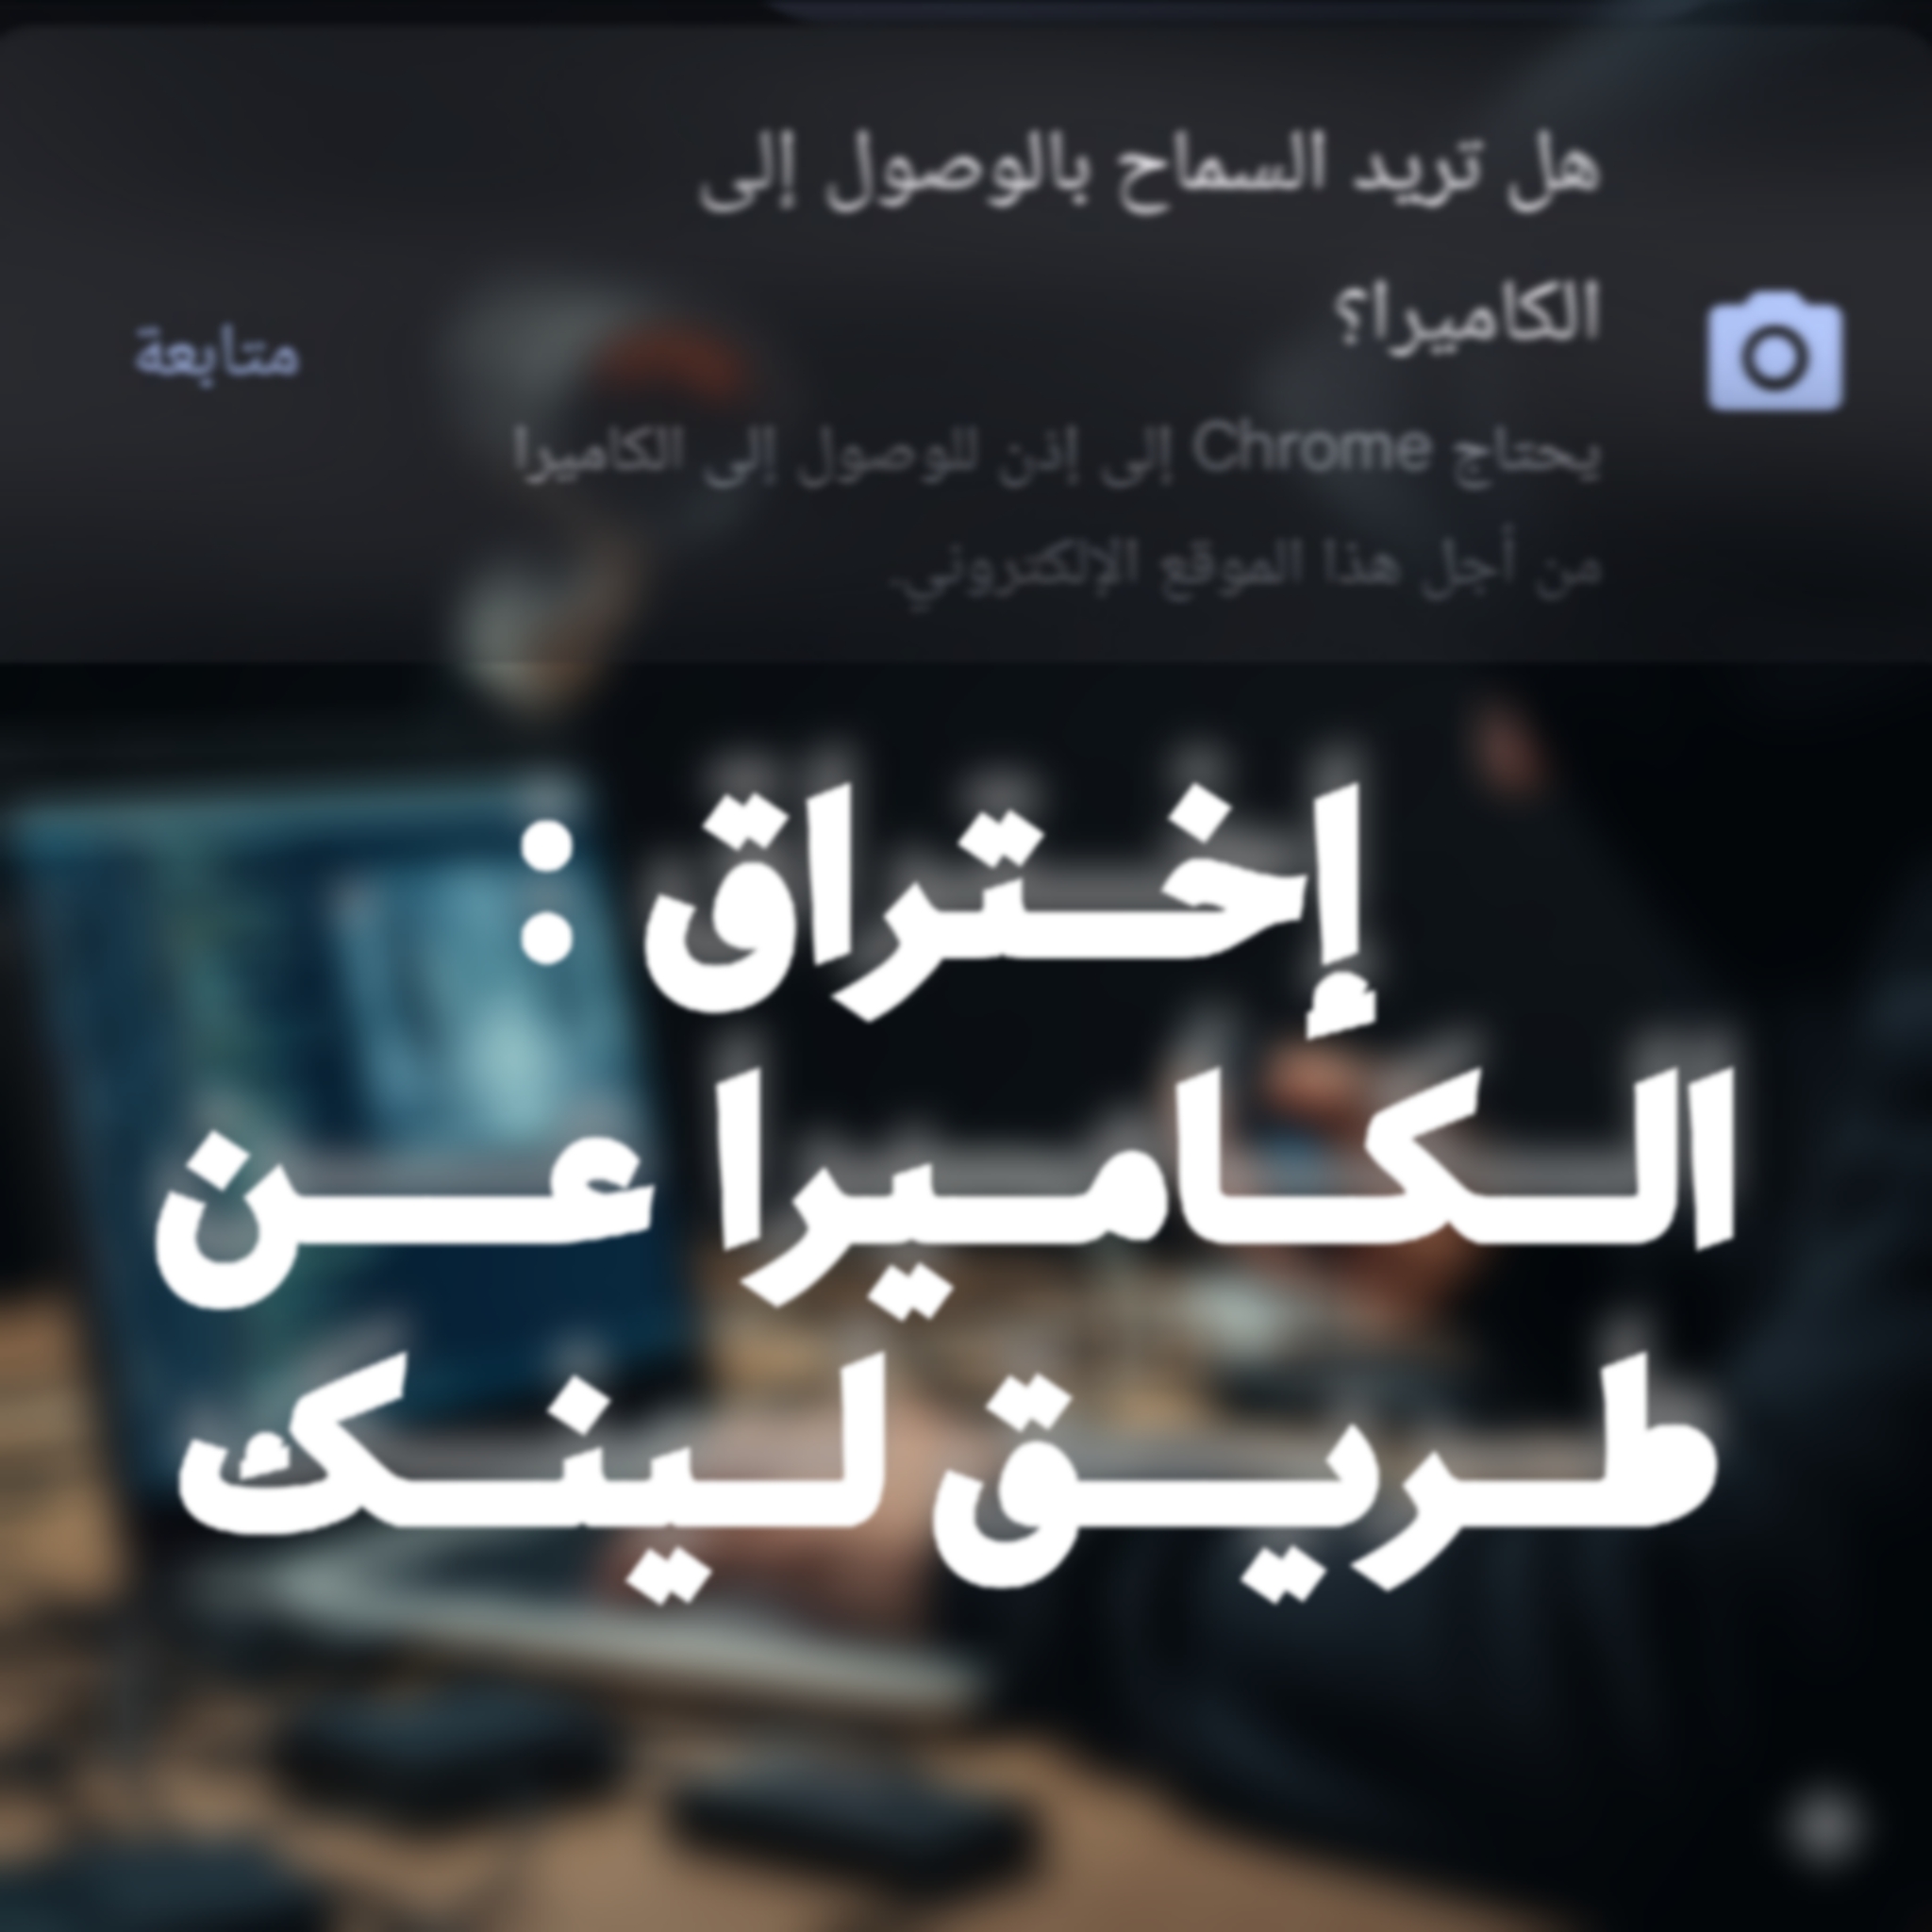 هل تريد السماح بالوصول إلى
الكاميرا؟
متابعة
يحتاج Chrome إلى إذن للوصول إلى الكاميرا
من أجل هذا الموقع الإلكتروني.
إختراق :
الكاميرا عن
طريق لينك